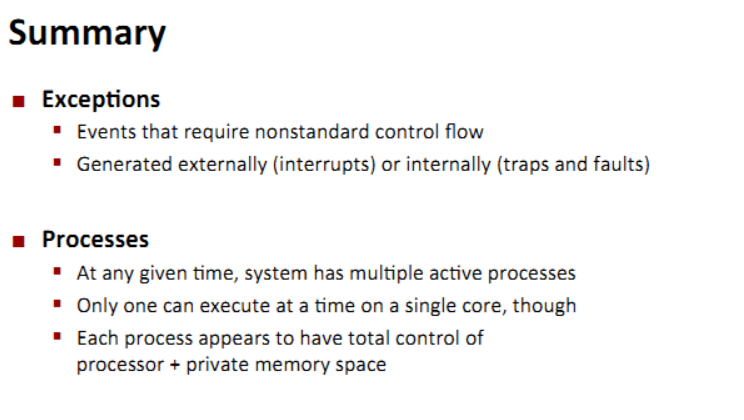 Summary
Exceptions
Events that require nonstandard control flow
Generated externally (interrupts) or internally (traps and faults)
Processes
At any given time, system has multiple active processes
Only one can execute at a time on a single core, though
Each process appears to have total control of
processor + private memory space